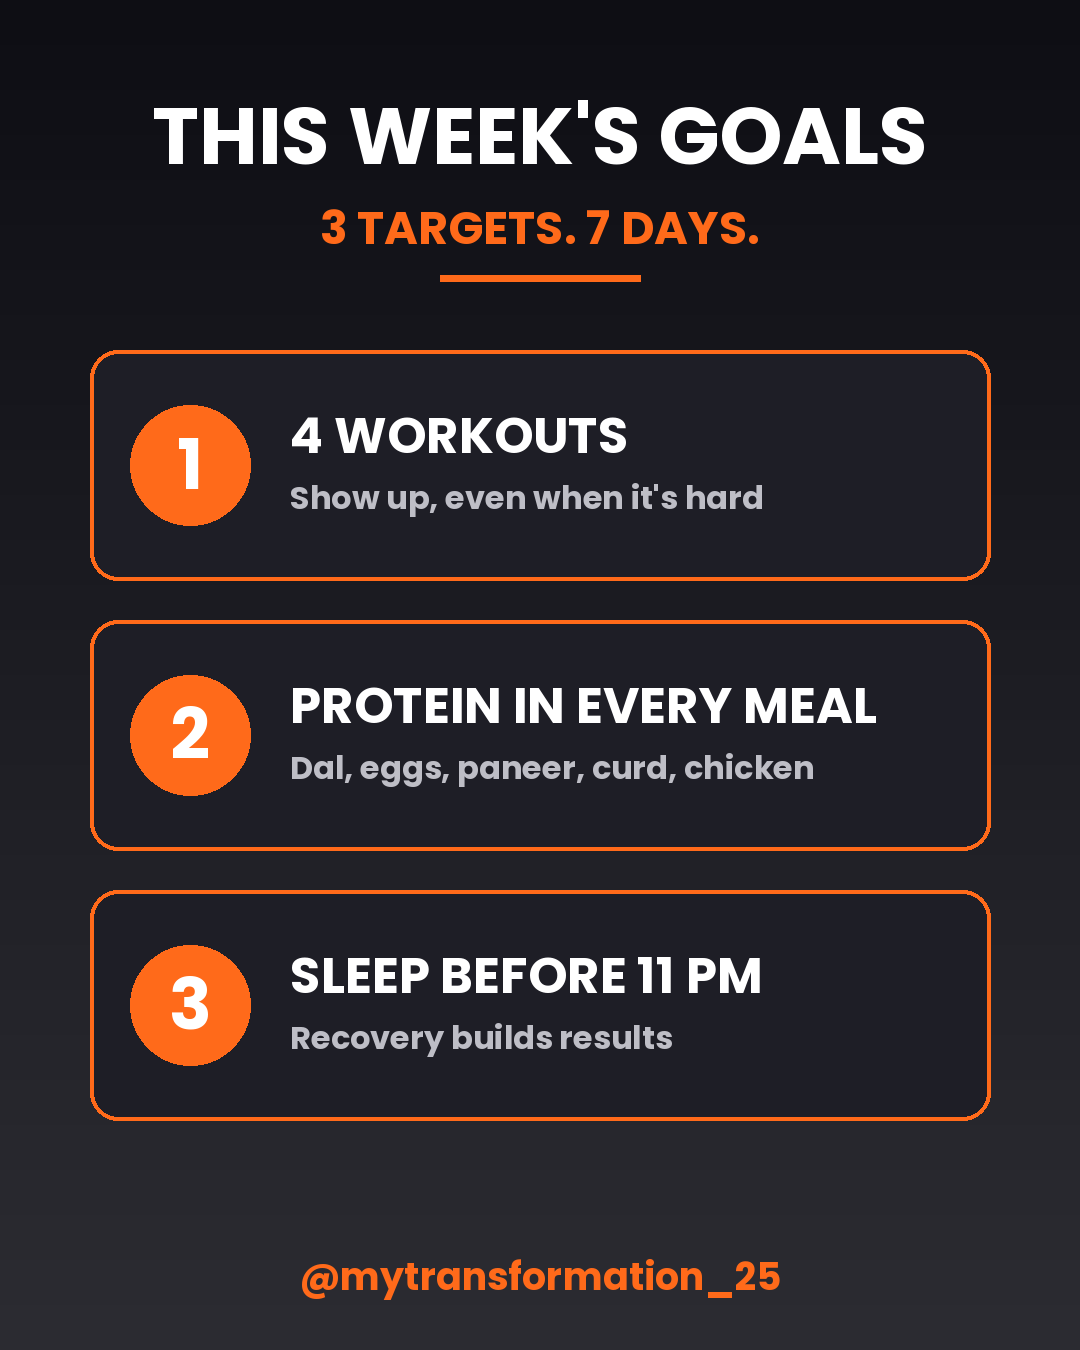 THIS WEEK'S GOALS
3 TARGETS. 7 DAYS.
1
4 WORKOUTS
Show up, even when it's hard
2
PROTEIN IN EVERY MEAL
Dal, eggs, paneer, curd, chicken
3
SLEEP BEFORE 11 PM
Recovery builds results
@mytransformation_25